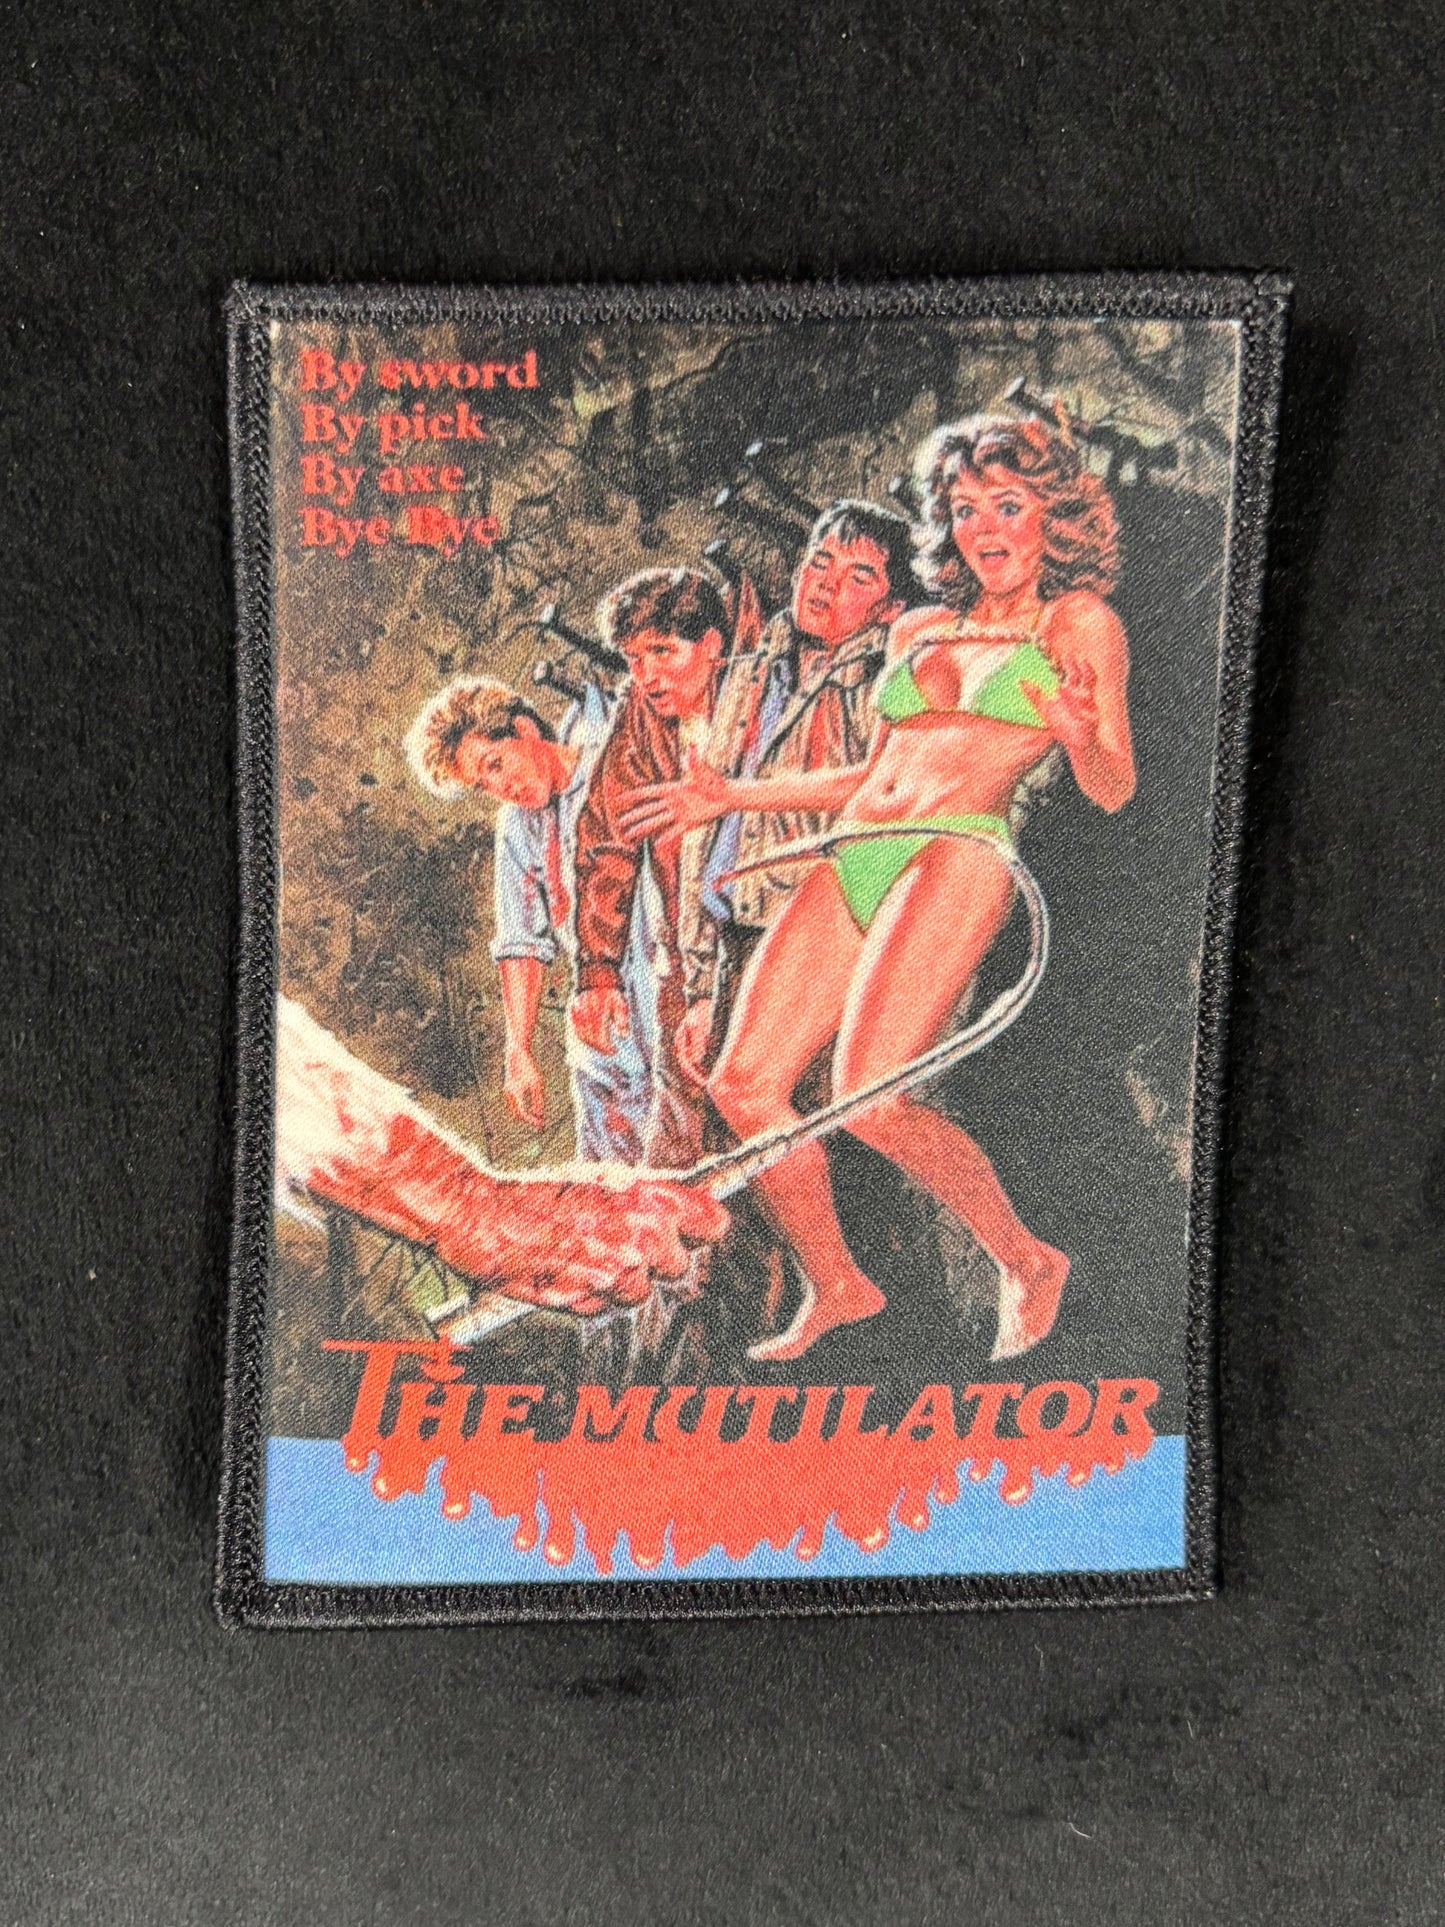 By sword
By pick
By axe
Bye Bye
THE MUTILATOR